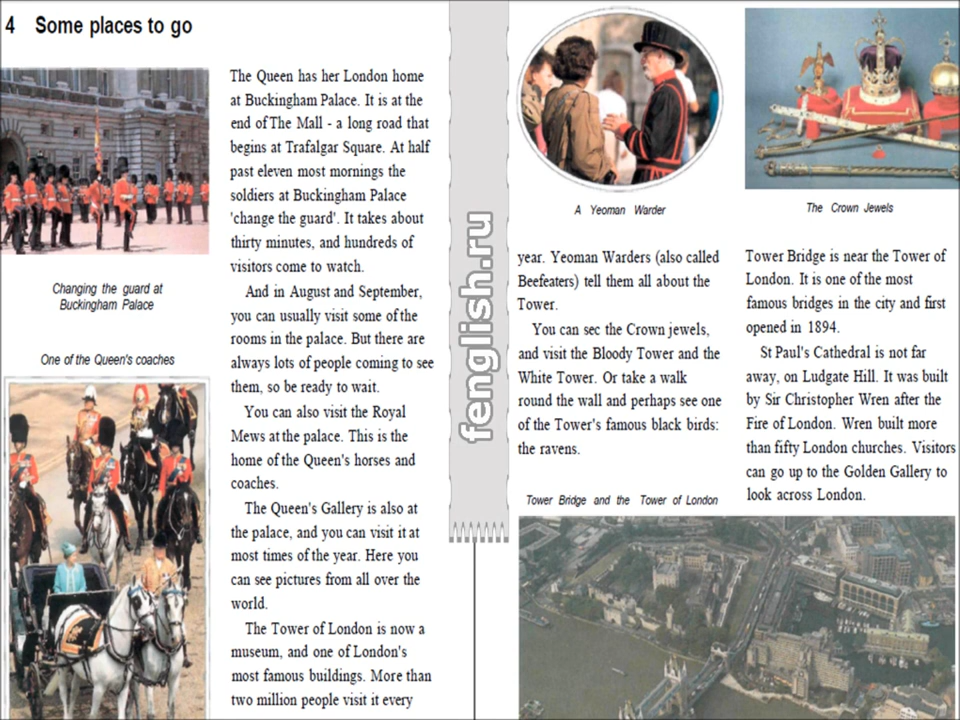 4 Some places to go
The Queen has her London home
at Buckingham Palace. It is at the
end of The Mall - a long road that
begins at Trafalgar Square. At half
past eleven most mornings the
soldiers at Buckingham Palace
'change the guard'. It takes about
thirty minutes, and hundreds of
visitors come to watch.
And in August and September,
you can usually visit some of the
rooms in the palace. But there are
always lots of people coming to see
them, so be ready to wait.
You can also visit the Royal
Mews at the palace. This is the
home of the Queen's horses and
coaches.
The Queen's Gallery is also at
the palace, and you can visit it at
most times of the year. Here you
can see pictures from all over the
world.
The Tower of London is now a
museum, and one of London's
most famous buildings. More than
two million people visit it every
Changing the guard at
Buckingham Palace
One of the Queen's coaches
fenglish.ru
A Yeoman Warder
year. Yeoman Warders (also called
Beefeaters) tell them all about the
Tower.
You can sec the Crown jewels,
and visit the Bloody Tower and the
White Tower. Or take a walk
round the wall and perhaps see one
of the Tower's famous black birds:
the ravens.
The Crown Jewels
Tower Bridge is near the Tower of
London. It is one of the most
famous bridges in the city and first
opened in 1894.
St Paul's Cathedral is not far
away, on Ludgate Hill. It was built
by Sir Christopher Wren after the
Fire of London. Wren built more
than fifty London churches. Visitors
can go up to the Golden Gallery to
look across London.
Tower Bridge and the Tower of London